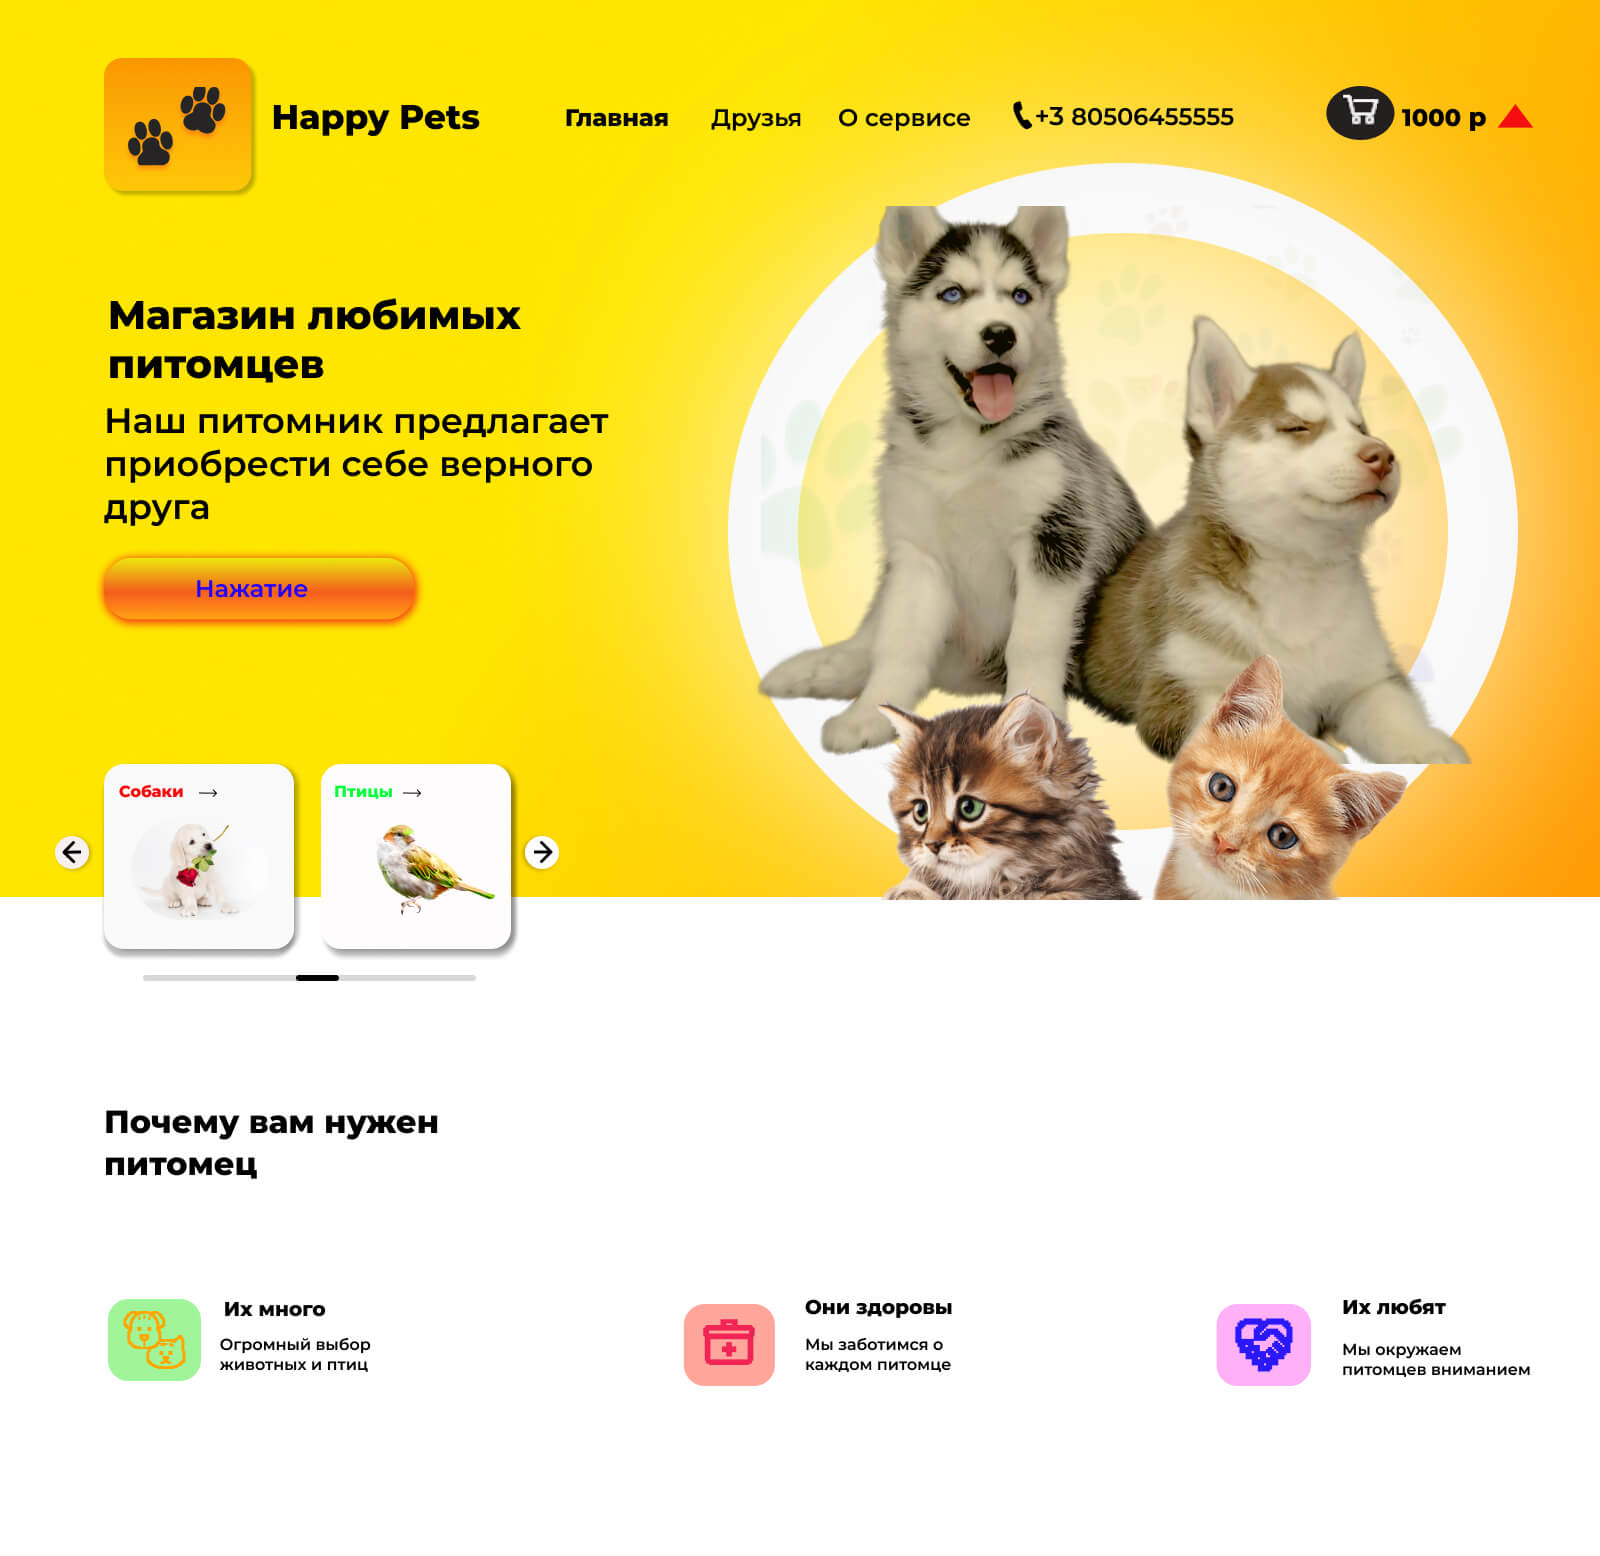 Happy Pets
Главная
Друзья
О сервисе
+3 80506455555
1000 р
Магазин любимых
питомцев
Наш питомник предлагает
приобрести себе верного
друга
Нажатие
Собаки
Птицы
Почему вам нужен
питомец
Их много
Огромный выбор
животных и птиц
Они здоровы
Мы заботимся о
каждом питомце
Их любят
Мы окружаем
питомцев вниманием